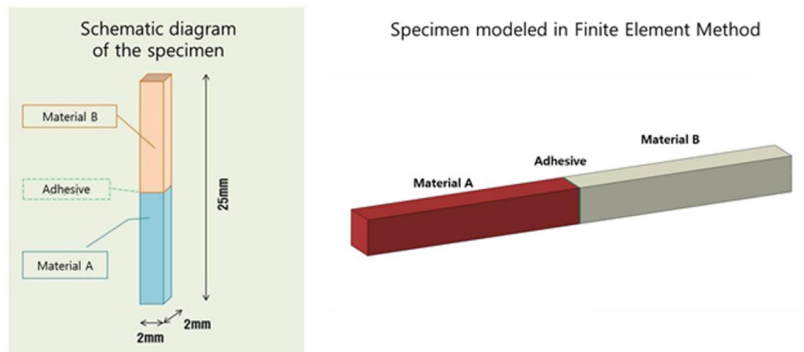 Schematic diagram
of the specimen
Material B
Adhesive
Material A
25mm
2mm
2mm
Specimen modeled in Finite Element Method
Material B
Adhesive
Material A